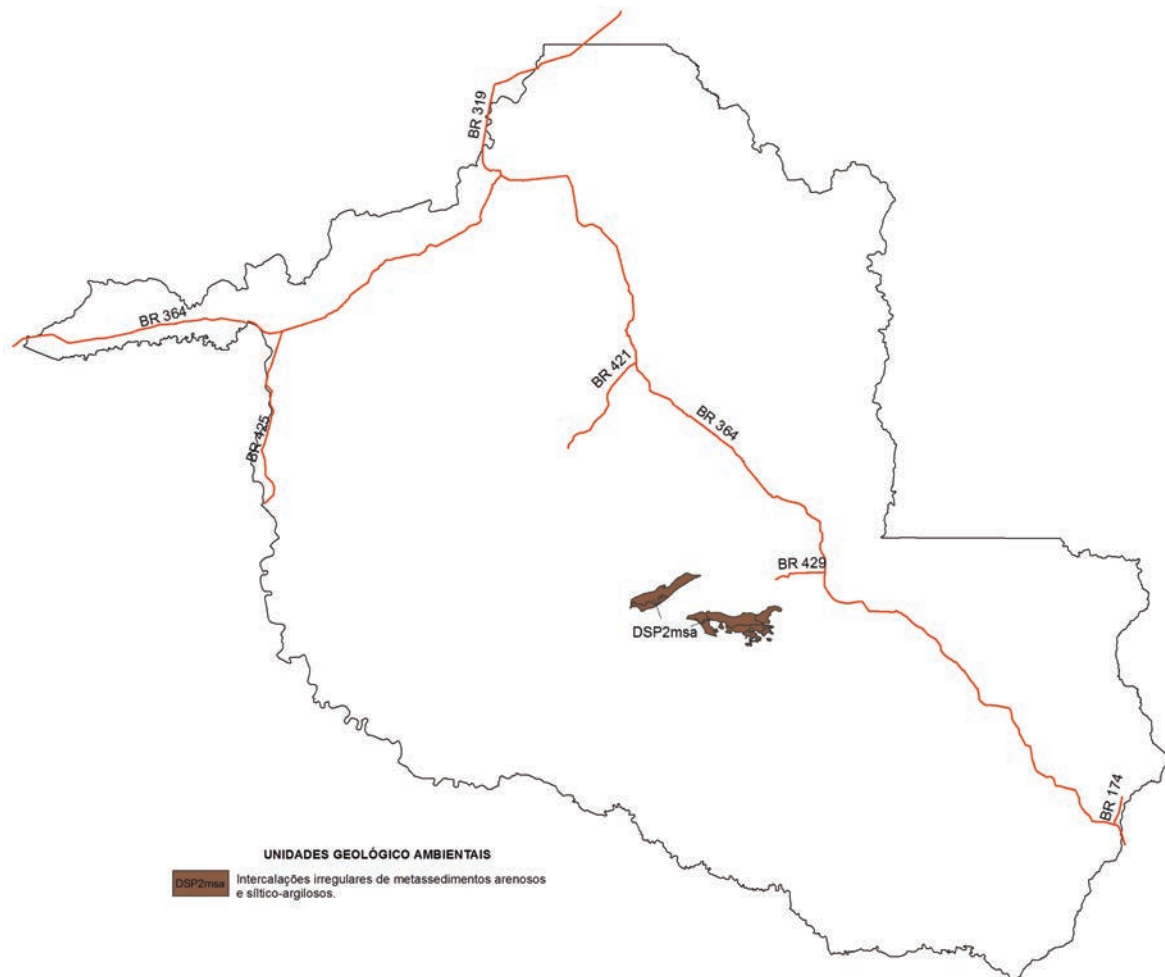 BR 319
BR 364
BR 421
BR 425
BR 364
BR 429
DSP2msa
BR 174
UNIDADES GEOLÓGICO AMBIENTAIS
DSP2msa
Intercalações irregulares de metassedimentos arenosos
e síltico-argilosos.